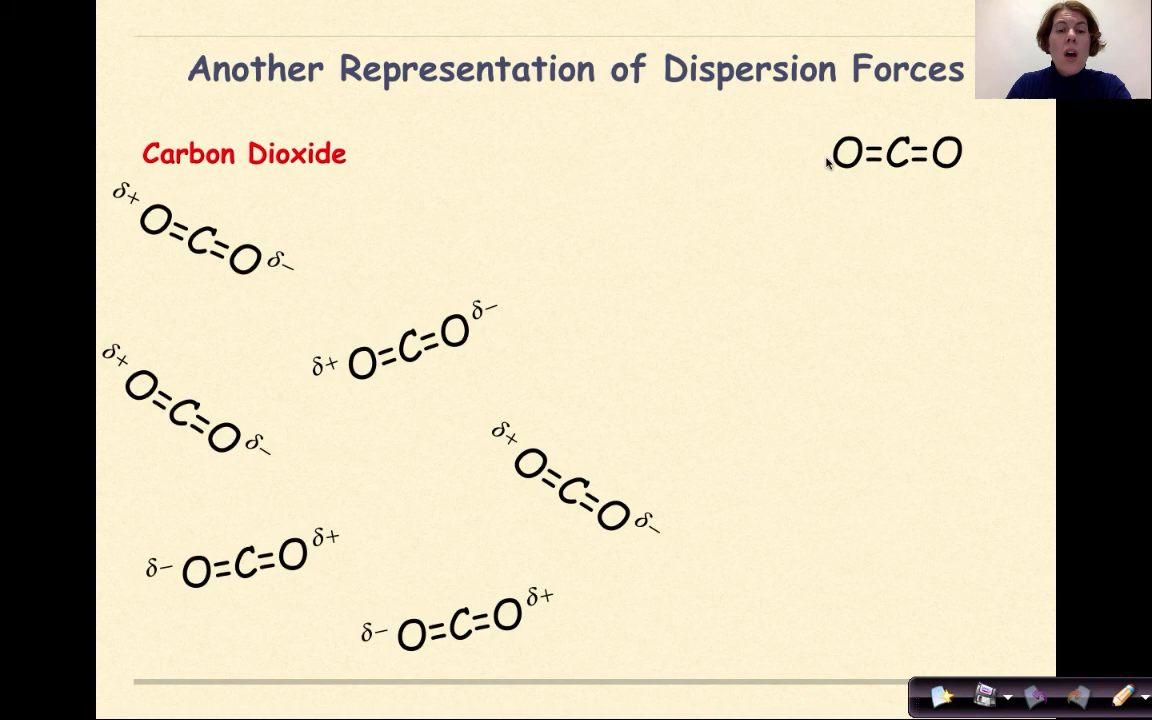 Another Representation of Dispersion Forces
Carbon Dioxide
O=C=O
δ+ O=C=O δ−
δ+ O=C=O δ−
δ+ O=C=O δ−
δ+ O=C=O δ−
δ− O=C=O δ+
δ− O=C=O δ+